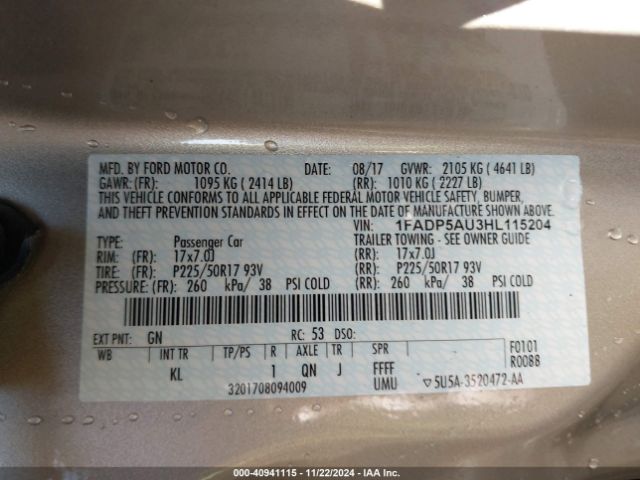 MFD. BY FORD MOTOR CO. DATE: 08/17 GVWR: 2105 KG ( 4641 LB)
GAWR: (FR): 1095 KG ( 2414 LB) (RR): 1010 KG ( 2227 LB)
THIS VEHICLE CONFORMS TO ALL APPLICABLE FEDERAL MOTOR VEHICLE SAFETY, BUMPER,
AND THEFT PREVENTION STANDARDS IN EFFECT ON THE DATE OF MANUFACTURE SHOWN ABOVE.
VIN: 1FADP5AU3HL115204
TYPE: Passenger Car TRAILER TOWING - SEE OWNER GUIDE
RIM: (FR): 17x7.0J (RR): 17x7.0J
TIRE: (FR): P225/50R17 93V (RR): P225/50R17 93V
PRESSURE: (FR): 260 kPa/ 38 PSI COLD (RR): 260 kPa/ 38 PSI COLD
EXT PNT: GN RC: 53 DSO: F0101
WB INT TR TP/PS R AXLE TR SPR R0088
KL 1 QN J FFFF
3201708094009 UMU ▽5U5A-3520472-AA
000-40941115 - 11/22/2024 - IAA Inc.